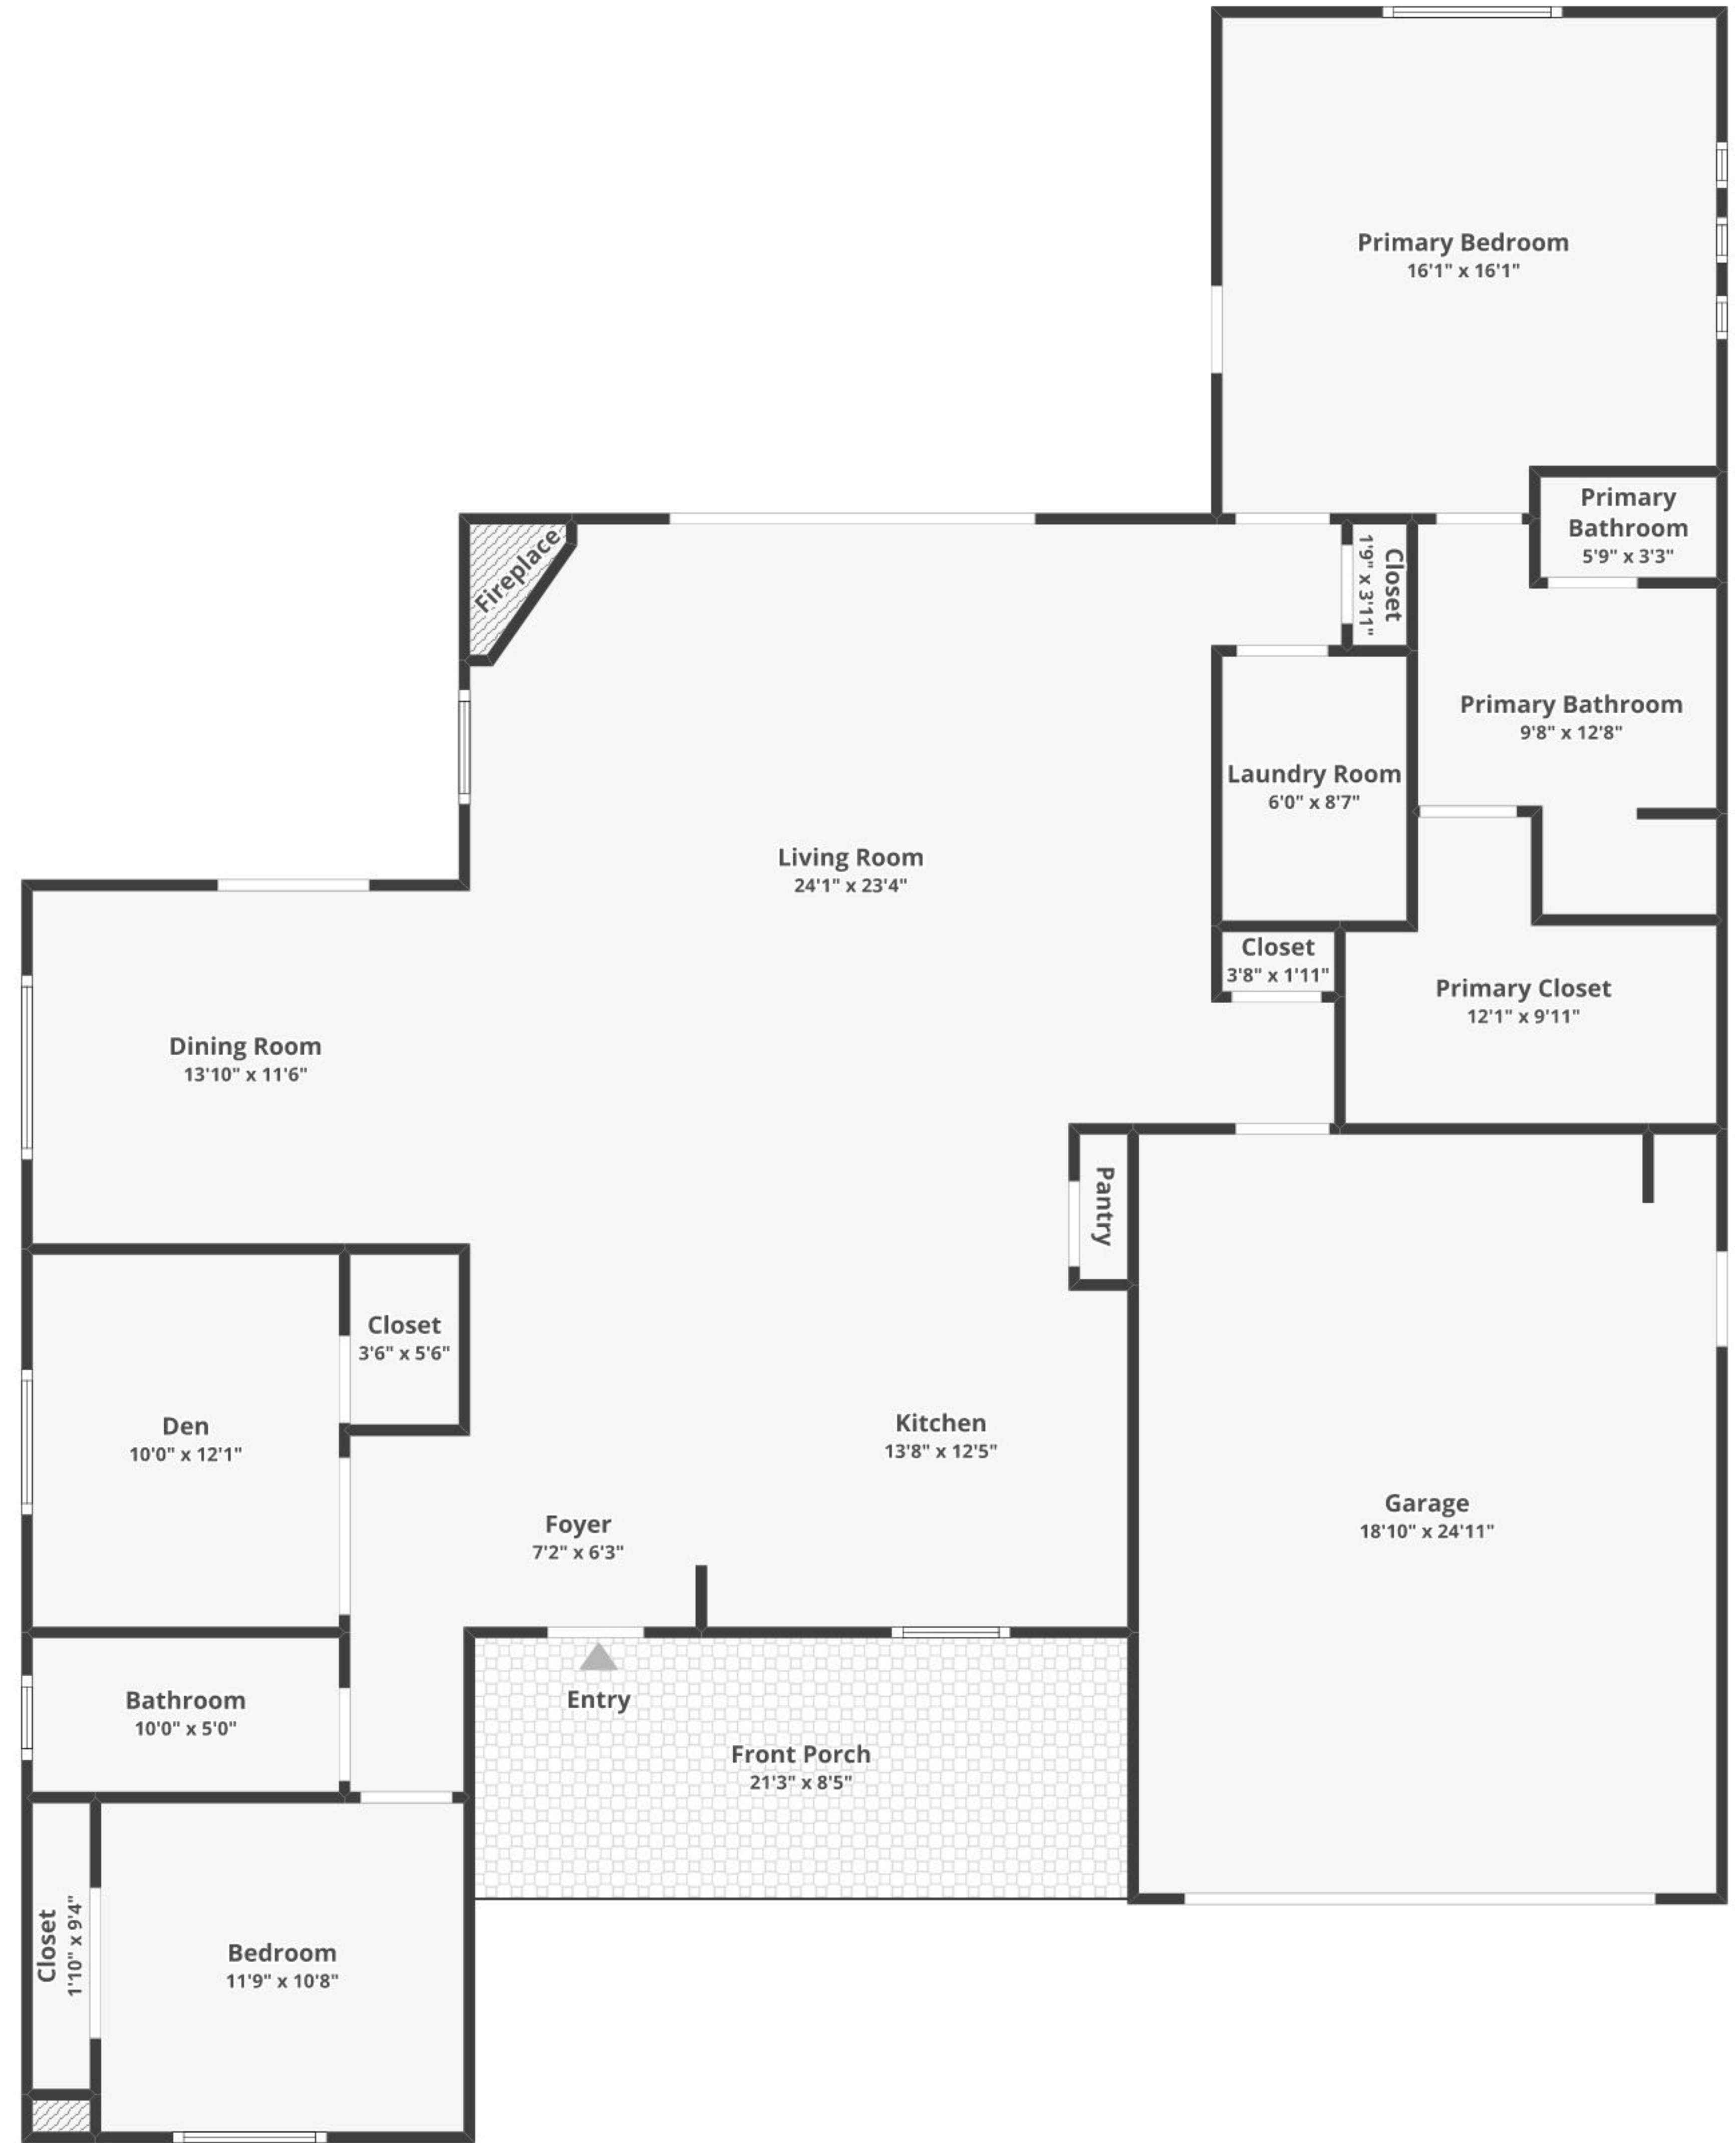 Primary Bedroom
16'1" x 16'1"
Primary
Bathroom
5'9" x 3'3"
Fireplace
Closet
1'9" x 3'11"
Primary Bathroom
9'8" x 12'8"
Laundry Room
6'0" x 8'7"
Living Room
24'1" x 23'4"
Closet
3'8" x 1'11"
Primary Closet
12'1" x 9'11"
Dining Room
13'10" x 11'6"
Pantry
Closet
3'6" x 5'6"
Den
10'0" x 12'1"
Kitchen
13'8" x 12'5"
Garage
18'10" x 24'11"
Foyer
7'2" x 6'3"
Entry
Bathroom
10'0" x 5'0"
Front Porch
21'3" x 8'5"
Closet
1'10" x 9'4"
Bedroom
11'9" x 10'8"